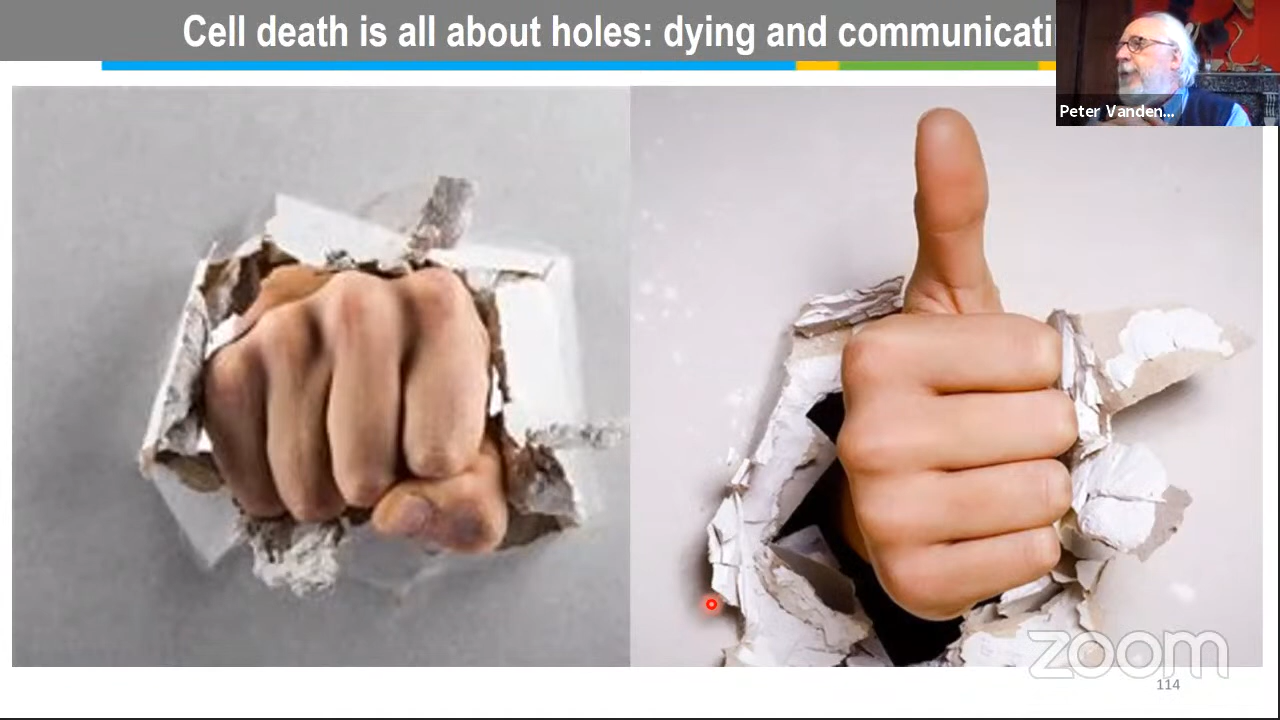 Cell death is all about holes: dying and communicati
Peter Vanden...
zoom
114